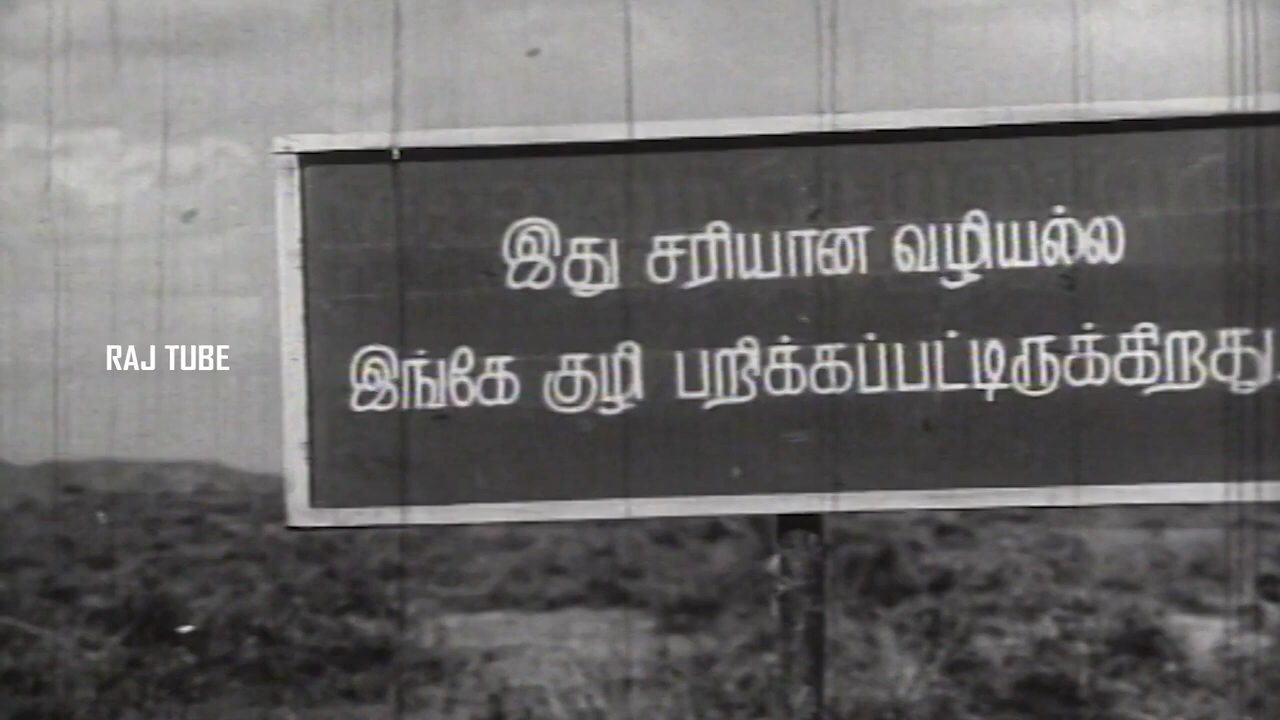 இது சரியான வழியல்ல
இங்கே குழி பறிக்கப்பட்டிருக்கிறது.
RAJ TUBE